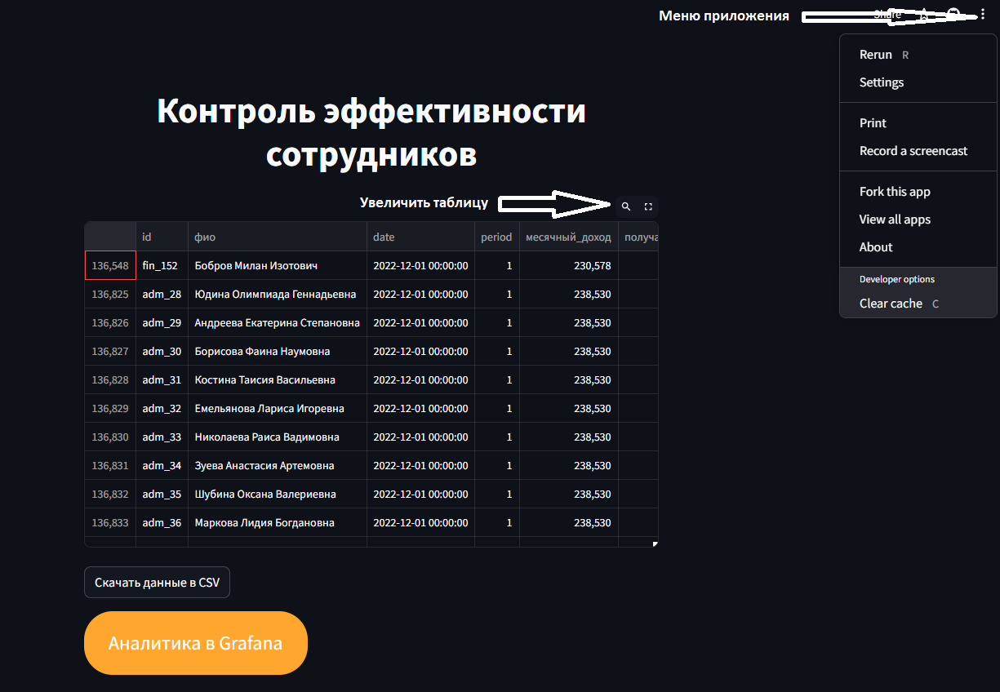 Меню приложения
Share
Rerun R
Settings
Print
Record a screencast
Fork this app
View all apps
About
Developer options
Clear cache C
Контроль эффективности
сотрудников
Увеличить таблицу
id фио date period месячный_доход получа
136,548 fin_152 Бобров Милан Изотович 2022-12-01 00:00:00 1 230,578
136,825 adm_28 Юдина Олимпиада Геннадьевна 2022-12-01 00:00:00 1 238,530
136,826 adm_29 Андреева Екатерина Степановна 2022-12-01 00:00:00 1 238,530
136,827 adm_30 Борисова Фаина Наумовна 2022-12-01 00:00:00 1 238,530
136,828 adm_31 Костина Таисия Васильевна 2022-12-01 00:00:00 1 238,530
136,829 adm_32 Емельянова Лариса Игоревна 2022-12-01 00:00:00 1 238,530
136,830 adm_33 Николаева Раиса Вадимовна 2022-12-01 00:00:00 1 238,530
136,831 adm_34 Зуева Анастасия Артемовна 2022-12-01 00:00:00 1 238,530
136,832 adm_35 Шубина Оксана Валериевна 2022-12-01 00:00:00 1 238,530
136,833 adm_36 Маркова Лидия Богдановна 2022-12-01 00:00:00 1 238,530
Скачать данные в CSV
Аналитика в Grafana